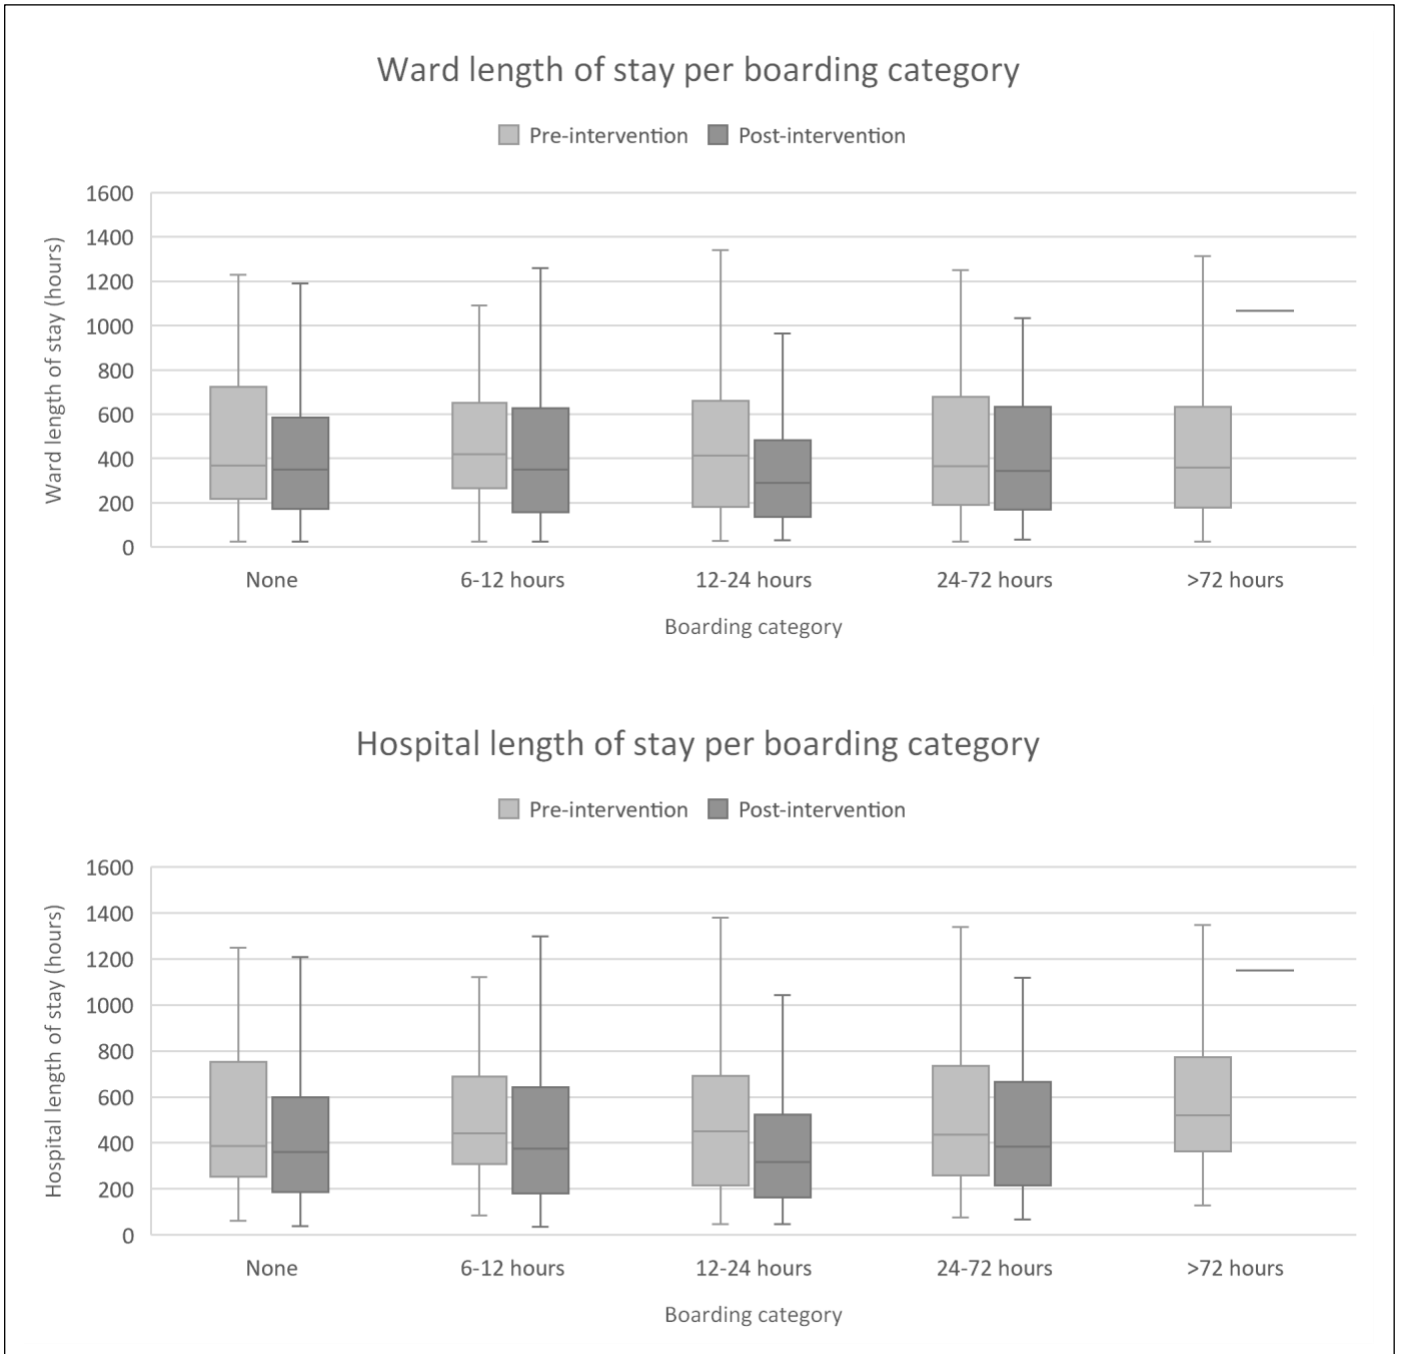 Ward length of stay per boarding category
Pre-intervention Post-intervention
1600
1400
1200
1000
800
600
400
200
0
Ward length of stay (hours)
None 6-12 hours 12-24 hours 24-72 hours >72 hours
Boarding category
Hospital length of stay per boarding category
Pre-intervention Post-intervention
1600
1400
1200
1000
800
600
400
200
0
Hospital length of stay (hours)
None 6-12 hours 12-24 hours 24-72 hours >72 hours
Boarding category